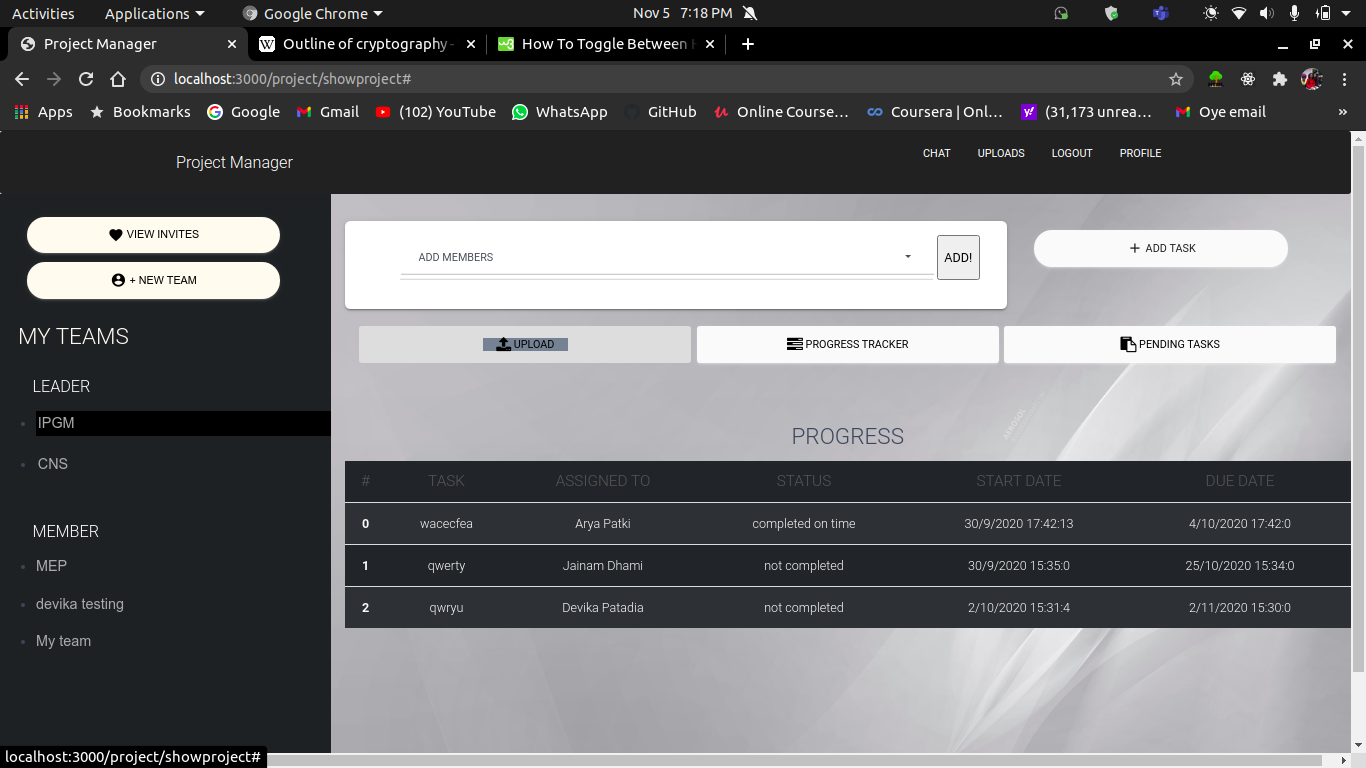 Activities Applications Google Chrome Nov 5 7:18 PM
Project Manager Outline of cryptography - How To Toggle Between
localhost:3000/project/showproject#
Apps Bookmarks Google Gmail (102) YouTube WhatsApp GitHub Online Course… Coursera | Onl… (31,173 unrea… Oye email »
Project Manager CHAT UPLOADS LOGOUT PROFILE
VIEW INVITES
+ NEW TEAM
MY TEAMS
LEADER
IPGM
CNS
MEMBER
MEP
devika testing
My team
ADD MEMBERS ADD! + ADD TASK
UPLOAD PROGRESS TRACKER PENDING TASKS
PROGRESS
# TASK ASSIGNED TO STATUS START DATE DUE DATE
0 wacecfea Arya Patki completed on time 30/9/2020 17:42:13 4/10/2020 17:42:0
1 qwerty Jainam Dhami not completed 30/9/2020 15:35:0 25/10/2020 15:34:0
2 qwryu Devika Patadia not completed 2/10/2020 15:31:4 2/11/2020 15:30:0
localhost:3000/project/showproject#